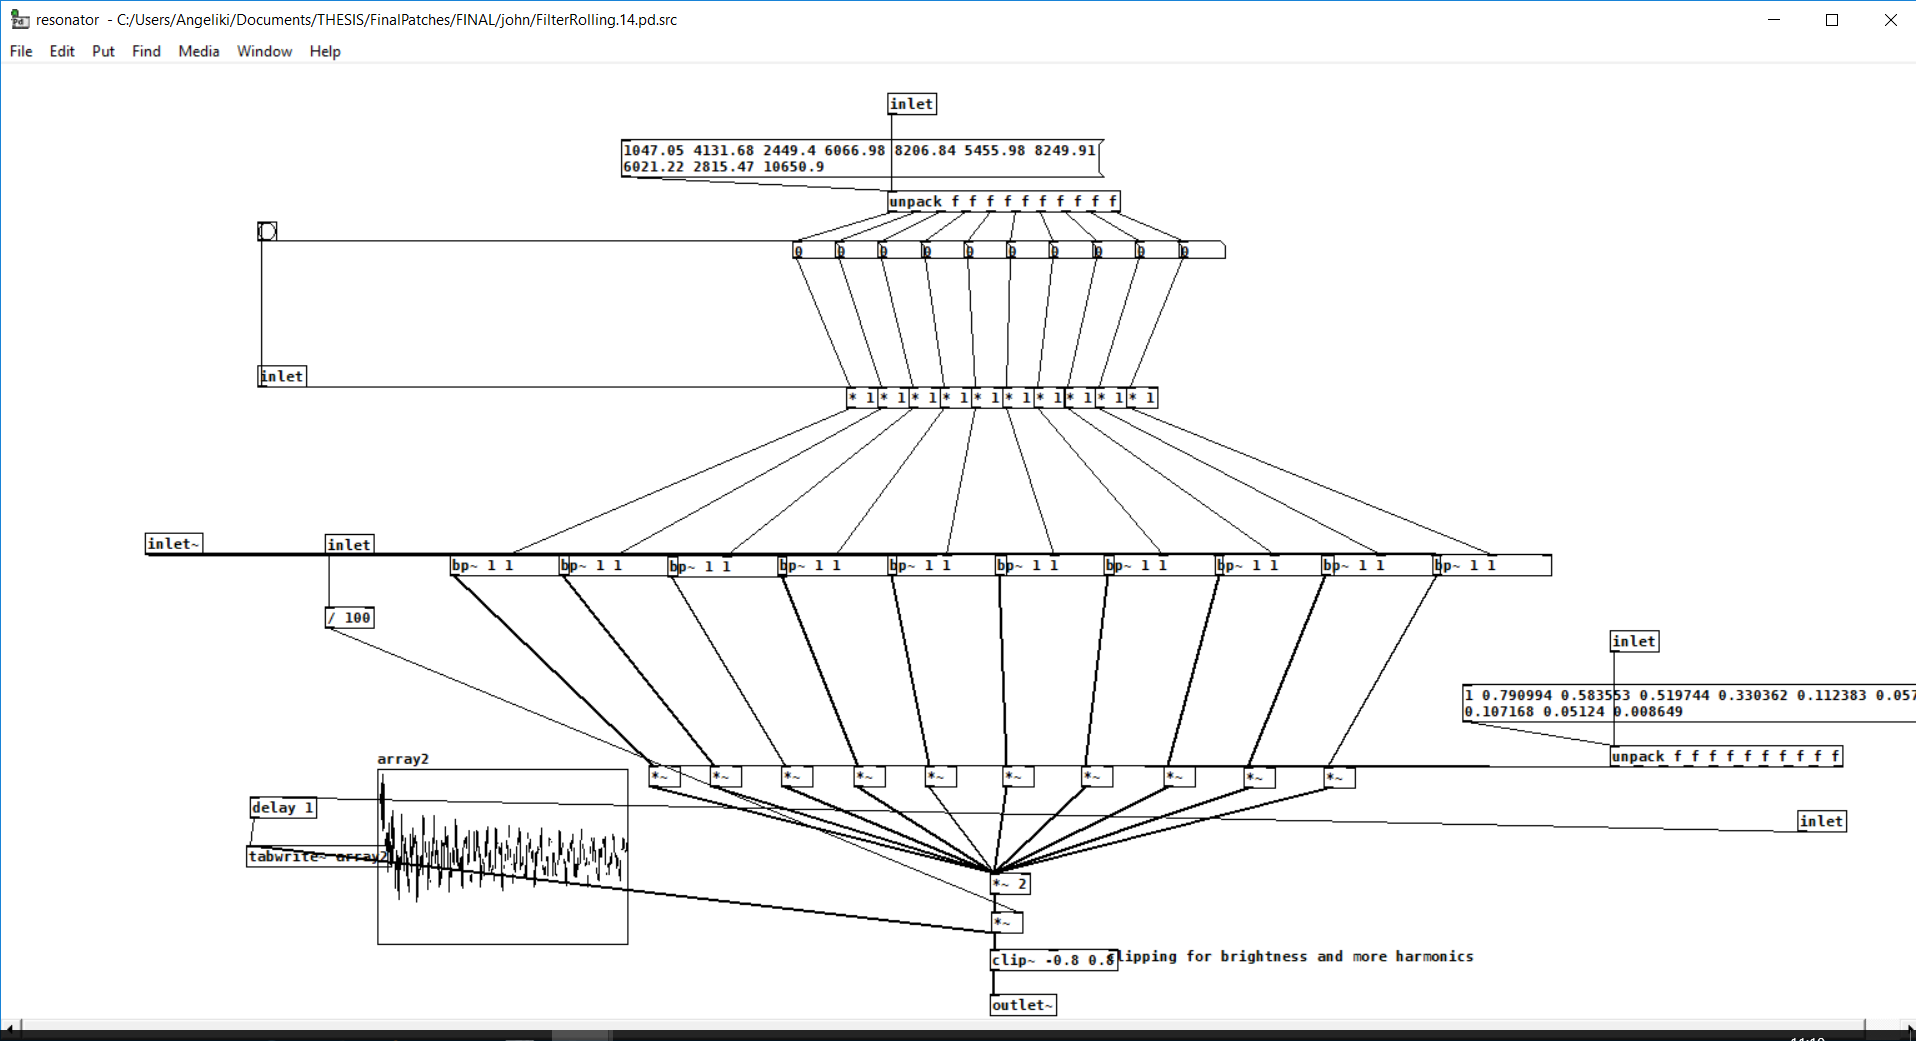 resonator - C:/Users/Angeliki/Documents/THESIS/FinalPatches/FINAL/john/FilterRolling.14.pd.src
File Edit Put Find Media Window Help
inlet
1047.05 4131.68 2449.4 6066.98 8206.84 5455.98 8249.91
6021.22 2815.47 10650.9
unpack f f f f f f f f f f
0 0 0 0 0 0 0 0 0 0
inlet
* 1 * 1 * 1 * 1 * 1 * 1 * 1 * 1 * 1 * 1
inlet~ inlet
bp~ 1 1 bp~ 1 1 bp~ 1 1 bp~ 1 1 bp~ 1 1 bp~ 1 1 bp~ 1 1 bp~ 1 1 bp~ 1 1 bp~ 1 1
/ 100
inlet
1 0.790994 0.583553 0.519744 0.330362 0.112383
0.107168 0.05124 0.008649
unpack f f f f f f f f f f
array2
*~ *~ *~ *~ *~ *~ *~ *~ *~ *~
delay 1
inlet
tabwrite~ array2
*~ 2
*~
clip~ -0.8 0.8
clipping for brightness and more harmonics
outlet~